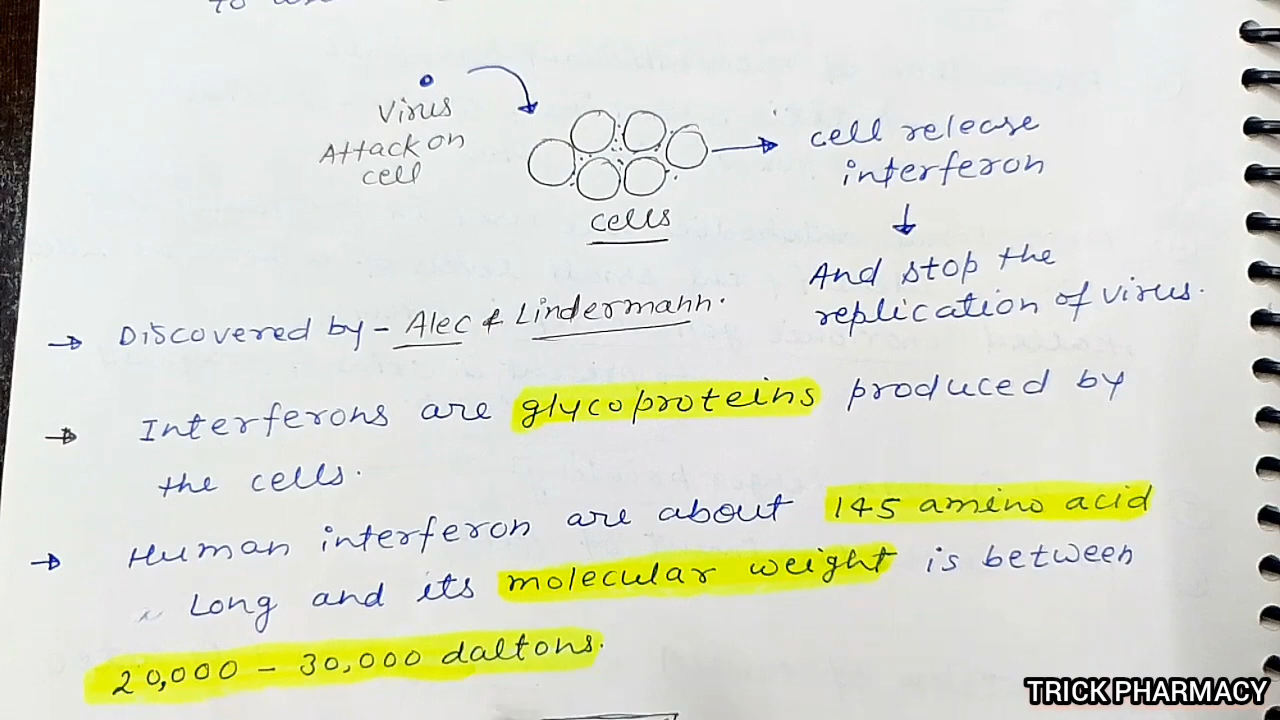 Virus
Attack on
cell
cells
cell release
interferon
And stop the
replication of virus.
→ Discovered by - Alec & Lindermann.
→ Interferons are glycoproteins produced by
the cells.
→ Human interferon are about 145 amino acid
Long and its molecular weight is between
20,000 - 30,000 daltons.
TRICK PHARMACY